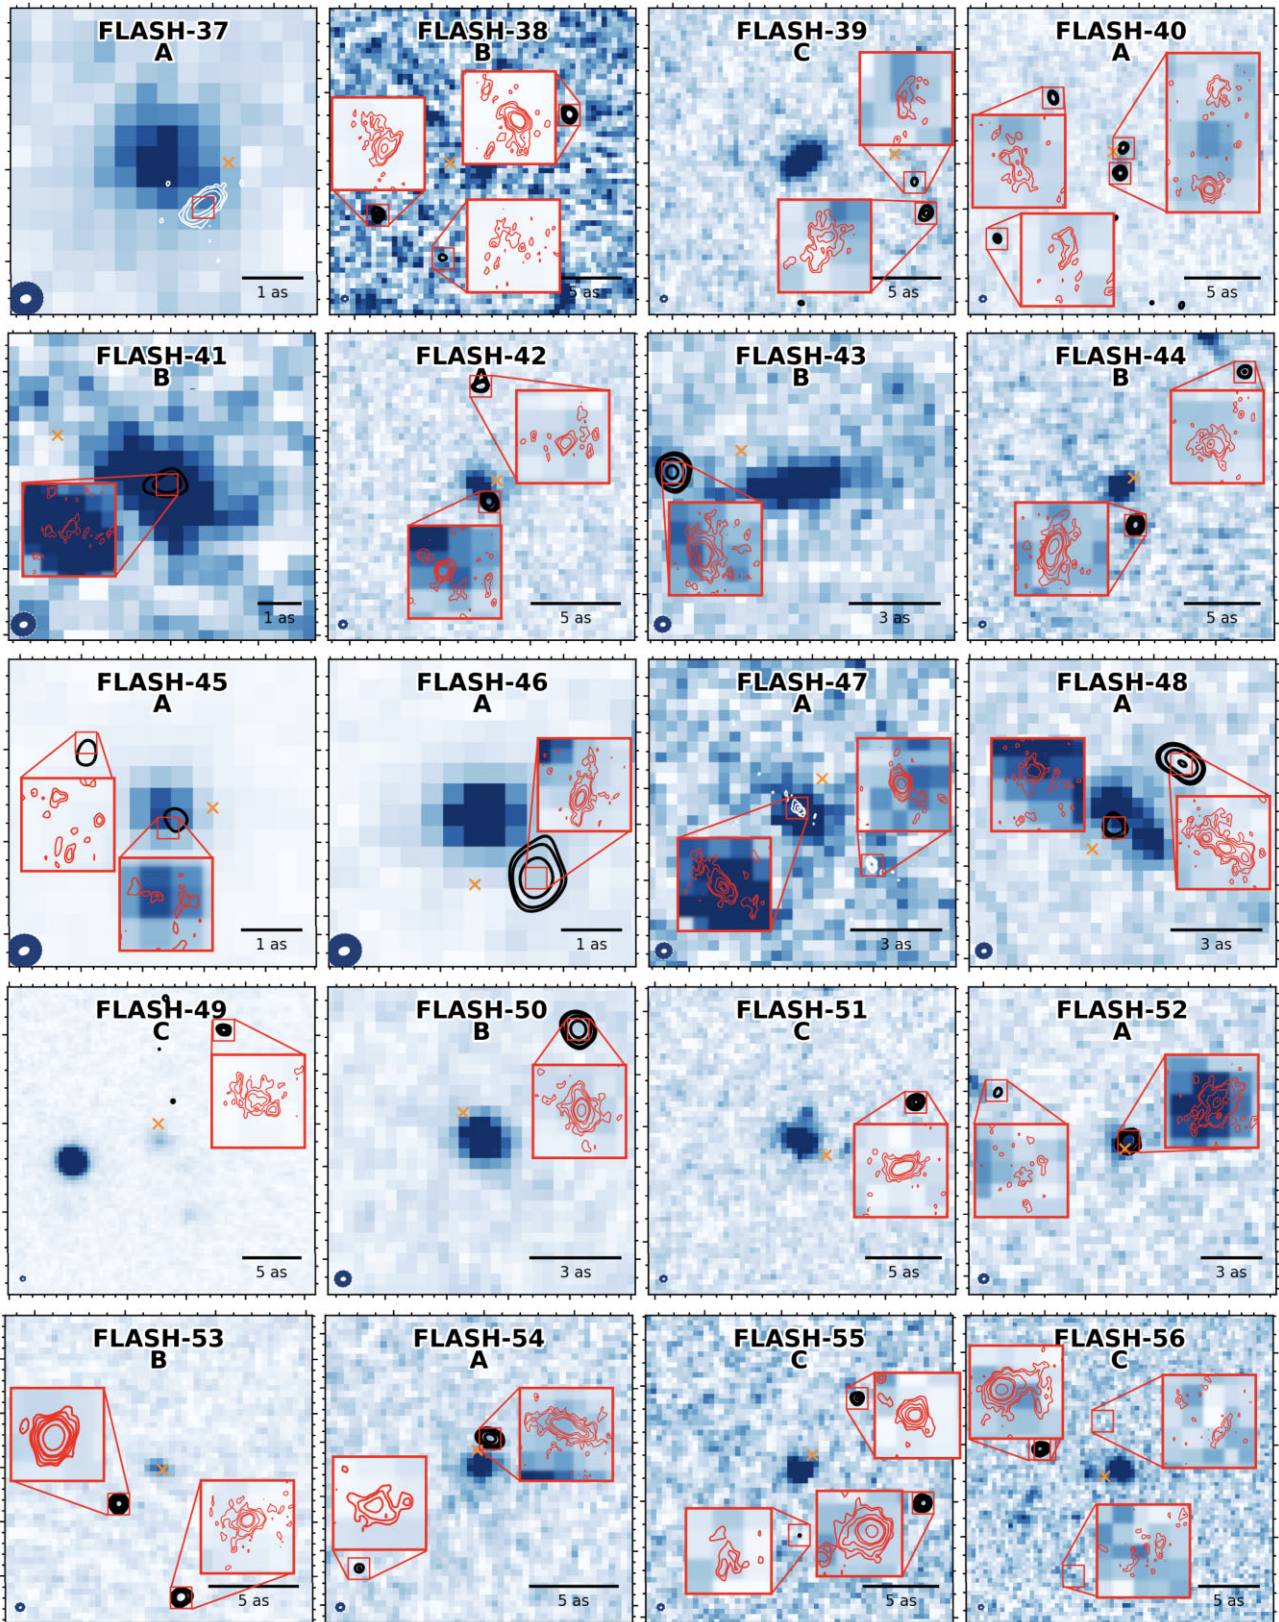 FLASH-37
A
1 as
FLASH-38
B
5 as
FLASH-39
C
5 as
FLASH-40
A
5 as
FLASH-41
B
1 as
FLASH-42
A
5 as
FLASH-43
B
3 as
FLASH-44
B
5 as
FLASH-45
A
1 as
FLASH-46
A
1 as
FLASH-47
A
3 as
FLASH-48
A
3 as
FLASH-49
C
5 as
FLASH-50
B
3 as
FLASH-51
C
5 as
FLASH-52
A
3 as
FLASH-53
B
5 as
FLASH-54
A
5 as
FLASH-55
C
5 as
FLASH-56
C
5 as